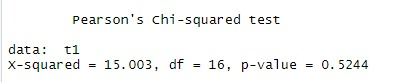 Pearson's Chi-squared test
data: t1
X-squared = 15.003, df = 16, p-value = 0.5244